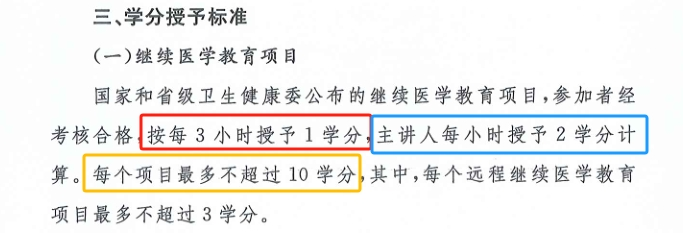 三、学分授予标准
(一)继续医学教育项目
国家和省级卫生健康委公布的继续医学教育项目,参加者经
考核合格,按每3小时授予1学分,主讲人每小时授予2学分计
算。每个项目最多不超过10学分,其中,每个远程继续医学教育
项目最多不超过3学分。